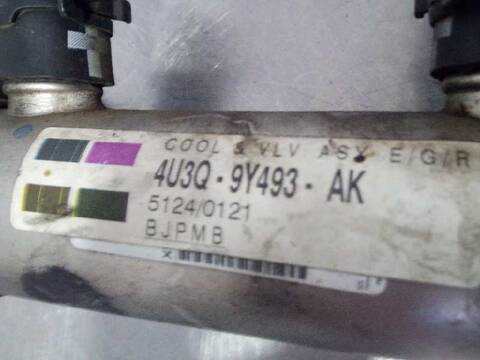 COOL & VLV ASY E/G/R
4U3Q - 9Y493 - AK
5124/0121
BJPMB